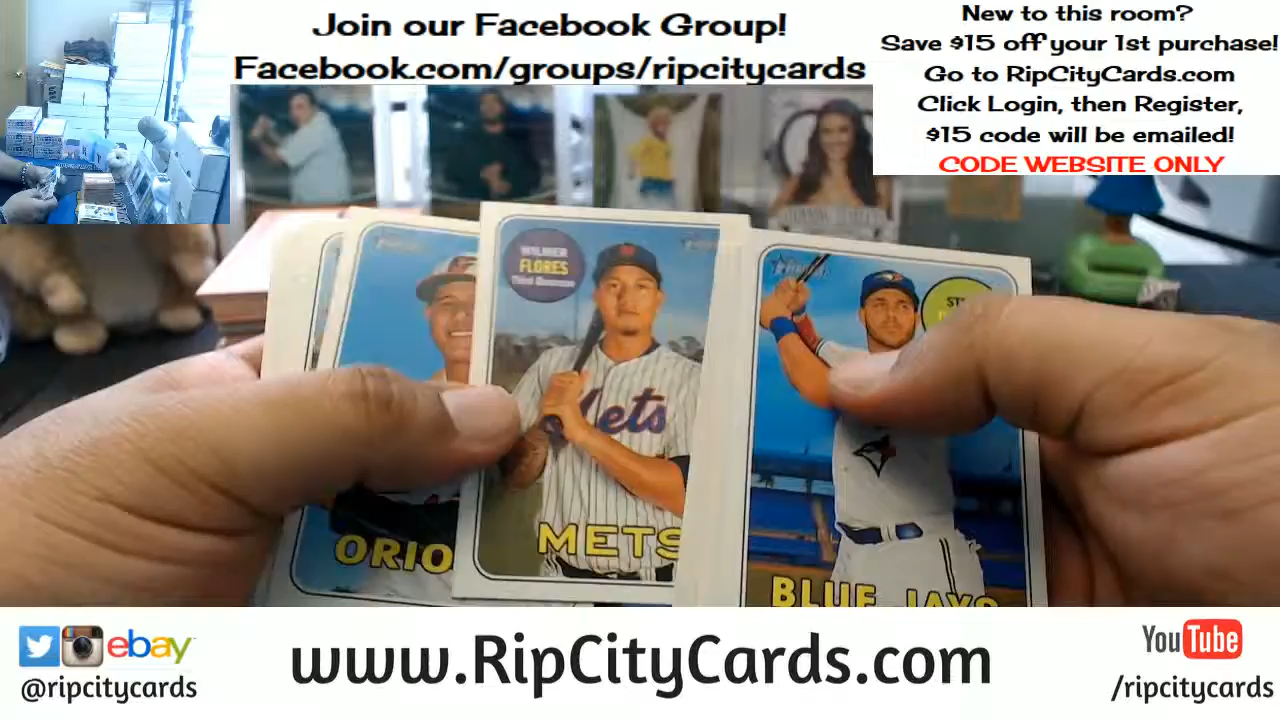 Join our Facebook Group!
Facebook.com/groups/ripcitycards
New to this room?
Save $15 off your 1st purchase!
Go to RipCityCards.com
Click Login, then Register,
$15 code will be emailed!
CODE WEBSITE ONLY
WILMER
FLORES
Third Baseman
Mets
METS
ORIO
ST
BLUE JAYS
ebay
@ripcitycards
www.RipCityCards.com
YouTube
/ripcitycards